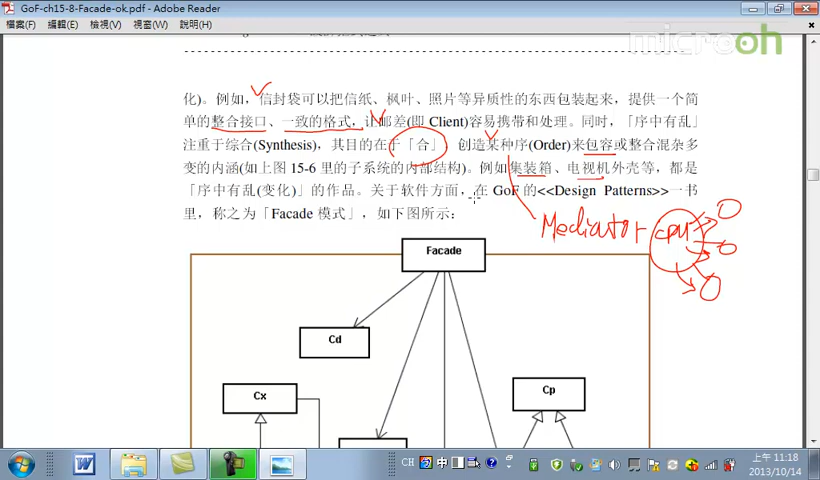 GoF-ch15-8-Facade-ok.pdf - Adobe Reader
檔案(F) 編輯(E) 檢視(V) 視窗(W) 說明(H)
microoh
化)。例如,信封袋可以把信纸、枫叶、照片等异质性的东西包装起来,提供一个简
单的整合接口、一致的格式,让邮差(即 Client)容易携带和处理。同时,「序中有乱」
注重于综合(Synthesis),其目的在于「合」,创造某种序(Order)来包容或整合混杂多
变的内涵(如上图 15-6 里的子系统的内部结构)。例如集装箱、电视机外壳等,都是
「序中有乱(变化)」的作品。关于软件方面,在 GoF 的<<Design Patterns>>一书
里,称之为「Facade 模式」,如下图所示:
Mediator
CPU
Facade
Cd
Cx
Cp
CH
中
上午 11:18
2013/10/14